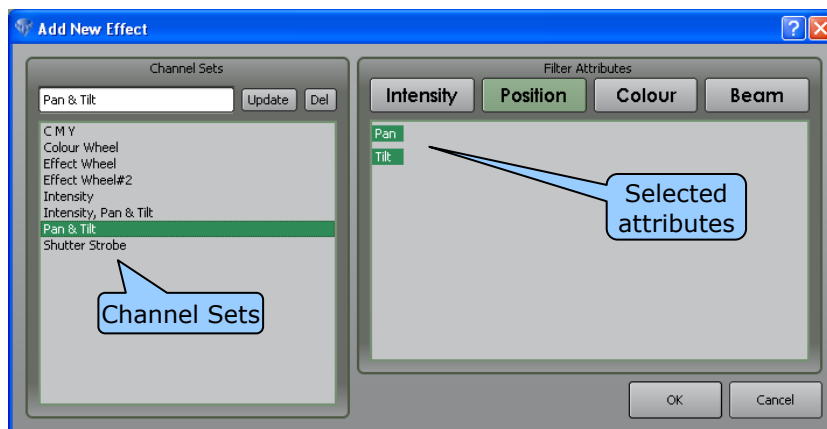 Add New Effect
Channel Sets
Pan & Tilt
Update
Del
C M Y
Colour Wheel
Effect Wheel
Effect Wheel#2
Intensity
Intensity, Pan & Tilt
Pan & Tilt
Shutter Strobe
Channel Sets
Filter Attributes
Intensity
Position
Colour
Beam
Pan
Tilt
Selected
attributes
OK
Cancel